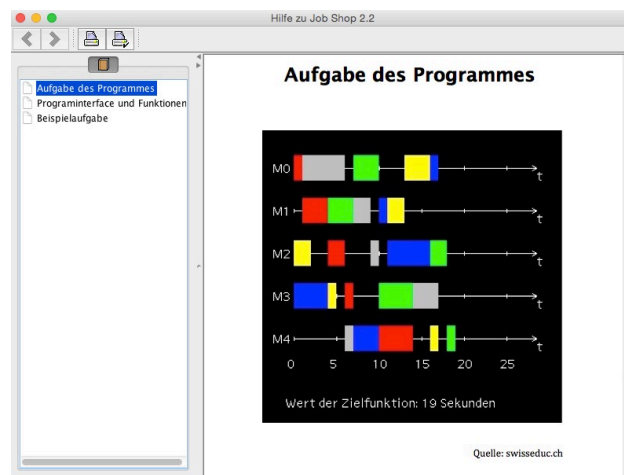 Hilfe zu Job Shop 2.2
Aufgabe des Programmes
Programinterface und Funktionen
Beispielaufgabe
Aufgabe des Programmes
M0 t
M1 t
M2 t
M3 t
M4 t
0 5 10 15 20 25
Wert der Zielfunktion: 19 Sekunden
Quelle: swisseduc.ch